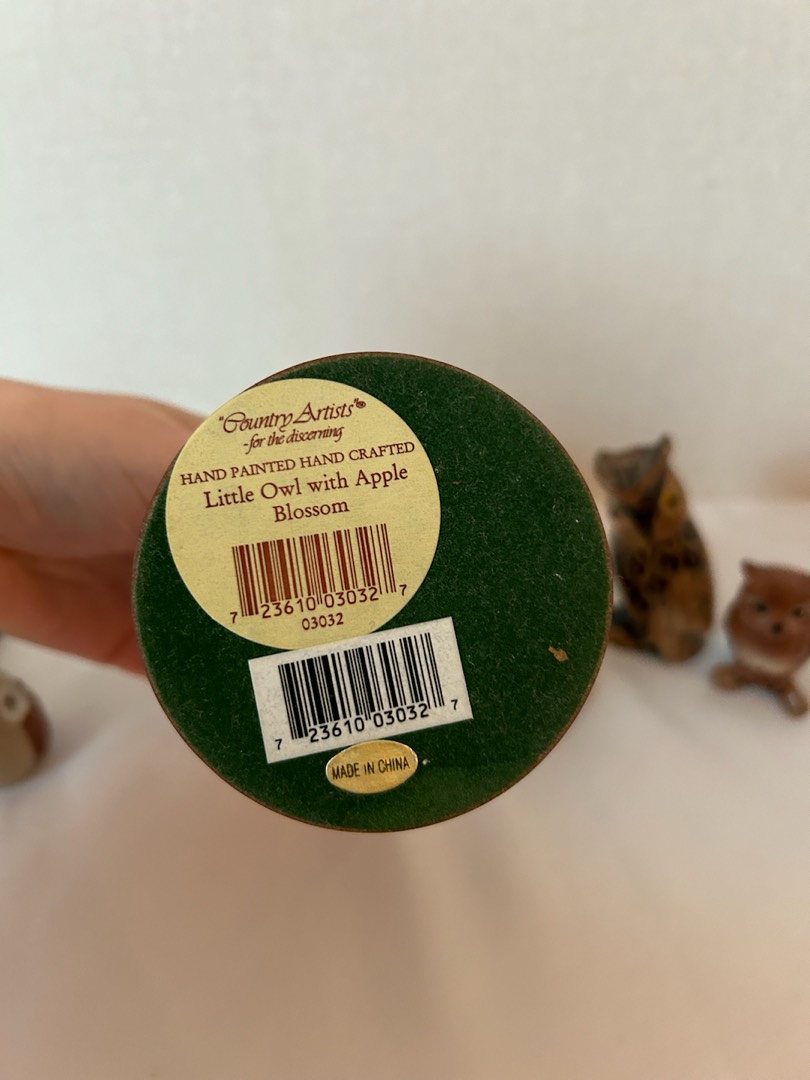 "Country Artists"®
-for the discerning
HAND PAINTED HAND CRAFTED
Little Owl with Apple
Blossom
7 23610 03032 7
03032
7 23610 03032 7
MADE IN CHINA